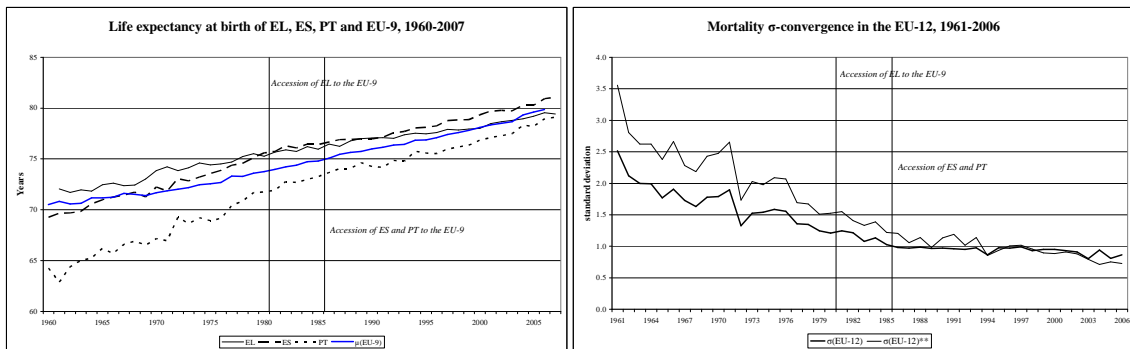 Life expectancy at birth of EL, ES, PT and EU-9, 1960-2007
85
80
75
70
65
60
Years
Accession of EL to the EU-9
Accession of ES and PT to the EU-9
1960 1965 1970 1975 1980 1985 1990 1995 2000 2005
EL ES PT μ(EU-9)
Mortality σ-convergence in the EU-12, 1961-2006
4.0
3.5
3.0
2.5
2.0
1.5
1.0
0.5
0.0
standard deviation
Accession of EL to the EU-9
Accession of ES and PT
1961 1964 1967 1970 1973 1976 1979 1982 1985 1988 1991 1994 1997 2000 2003 2006
σ(EU-12) σ(EU-12)**